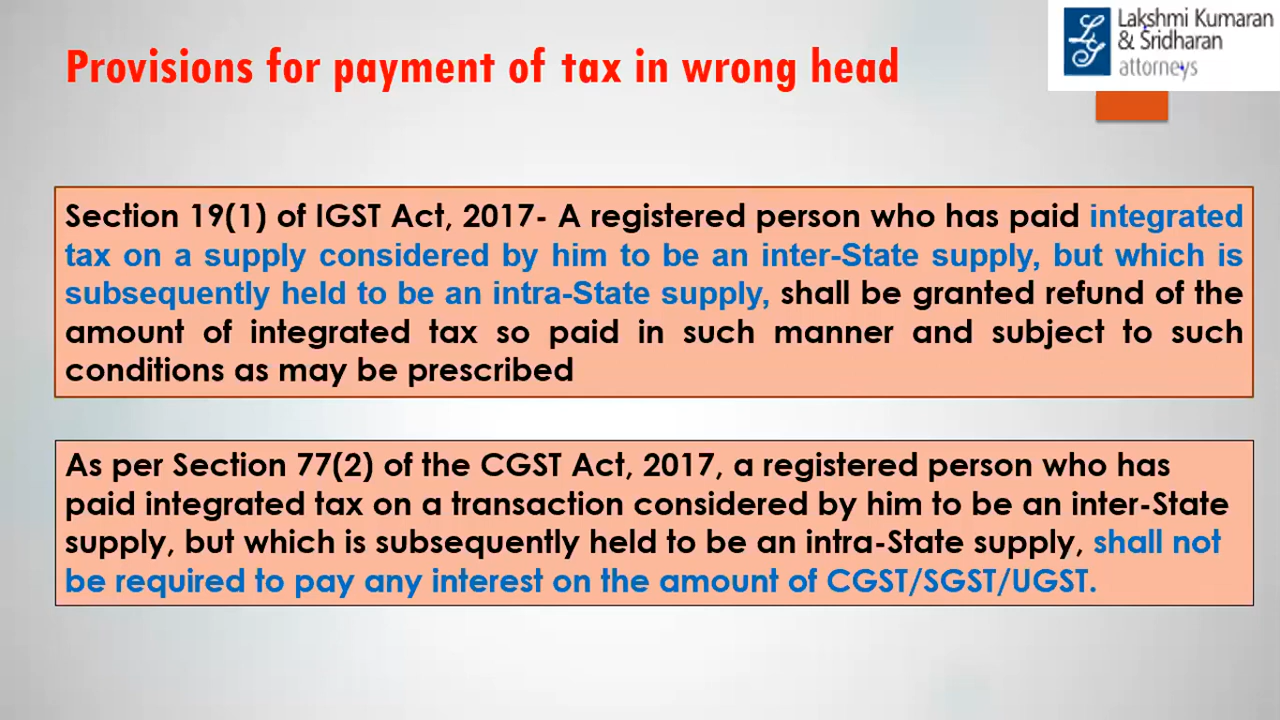 Provisions for payment of tax in wrong head
Lakshmi Kumaran
& Sridharan
attorneys
Section 19(1) of IGST Act, 2017- A registered person who has paid integrated
tax on a supply considered by him to be an inter-State supply, but which is
subsequently held to be an intra-State supply, shall be granted refund of the
amount of integrated tax so paid in such manner and subject to such
conditions as may be prescribed
As per Section 77(2) of the CGST Act, 2017, a registered person who has
paid integrated tax on a transaction considered by him to be an inter-State
supply, but which is subsequently held to be an intra-State supply, shall not
be required to pay any interest on the amount of CGST/SGST/UGST.